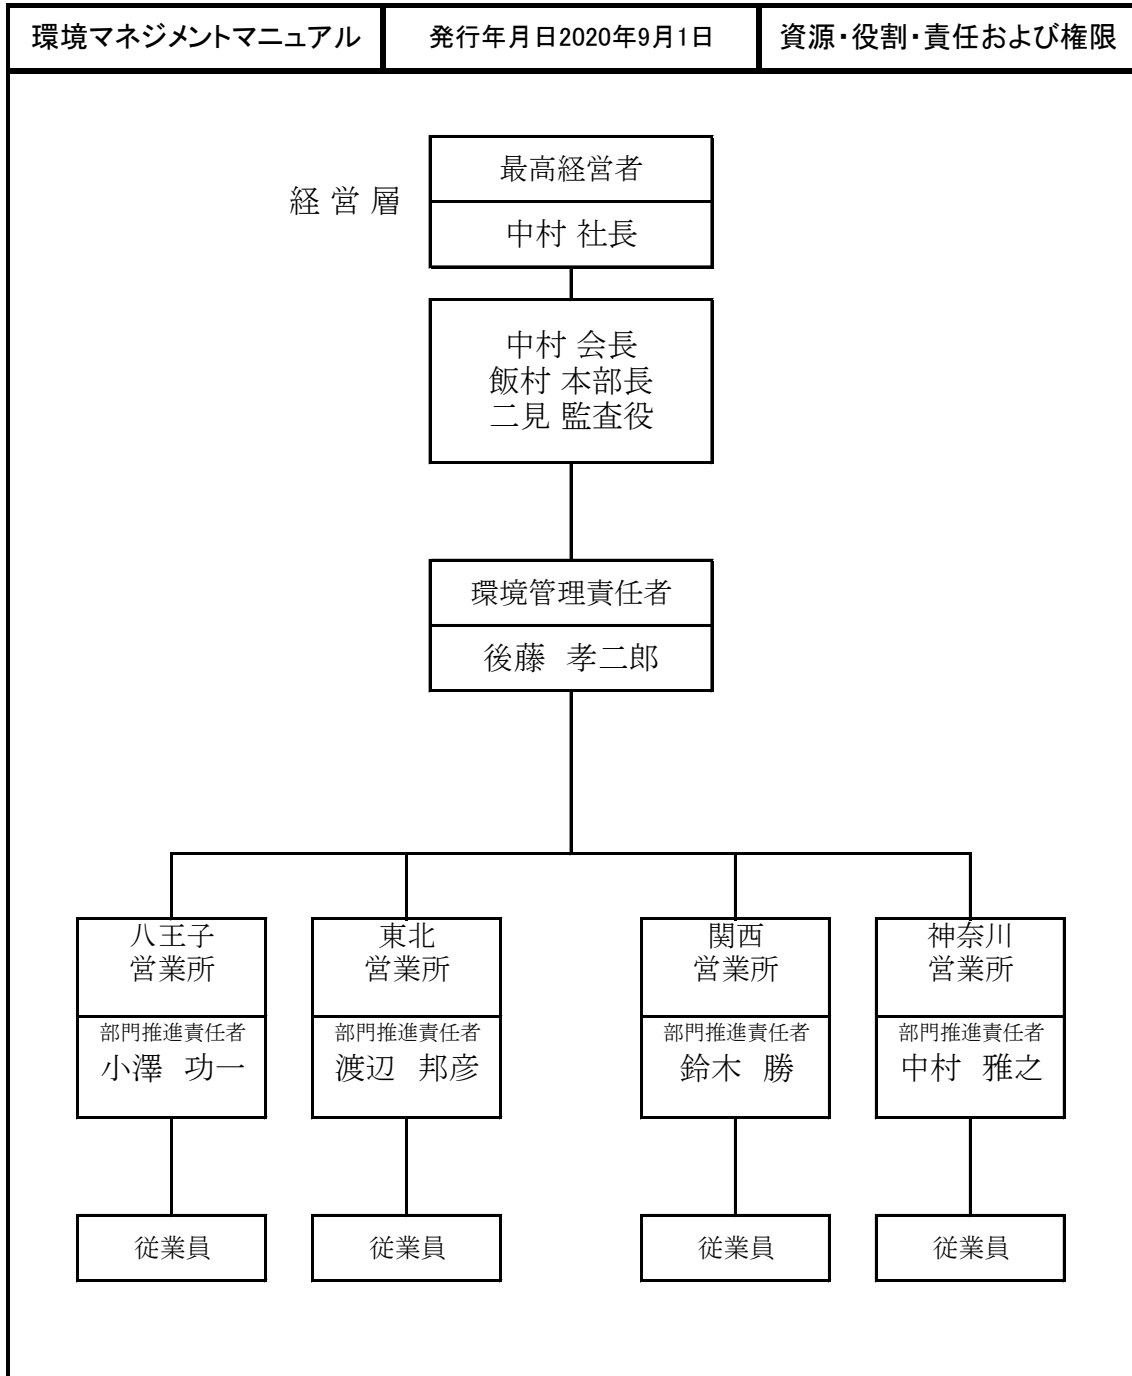 環境マネジメントマニュアル
発行年月日2020年9月1日
資源・役割・責任および権限
経 営 層
最高経営者
中村 社長
中村 会長
飯村 本部長
二見 監査役
環境管理責任者
後藤 孝二郎
八王子
営業所
部門推進責任者
小澤 功一
東北
営業所
部門推進責任者
渡辺 邦彦
関西
営業所
部門推進責任者
鈴木 勝
神奈川
営業所
部門推進責任者
中村 雅之
従業員
従業員
従業員
従業員